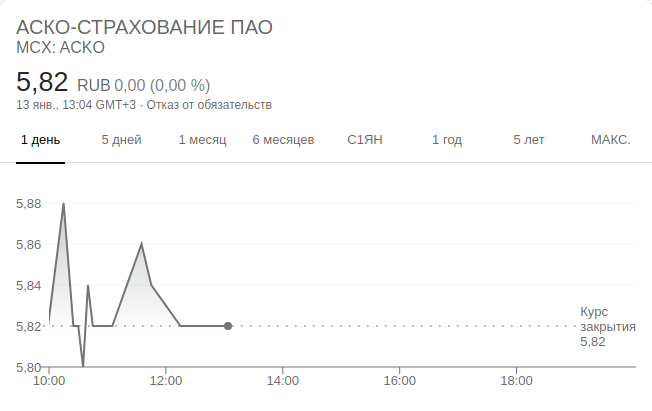 АСКО-СТРАХОВАНИЕ ПАО
MCX: ACKO
5,82 RUB 0,00 (0,00 %)
13 янв., 13:04 GMT+3 · Отказ от обязательств
1 день 5 дней 1 месяц 6 месяцев С1ЯН 1 год 5 лет МАКС.
5,88
5,86
5,84
5,82
5,80
Курс
закрытия
5,82
10:00 12:00 14:00 16:00 18:00